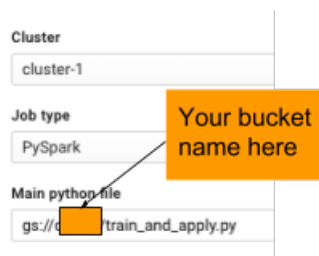 Cluster
cluster-1
Job type
PySpark
Your bucket
name here
Main python file
gs:// /train_and_apply.py